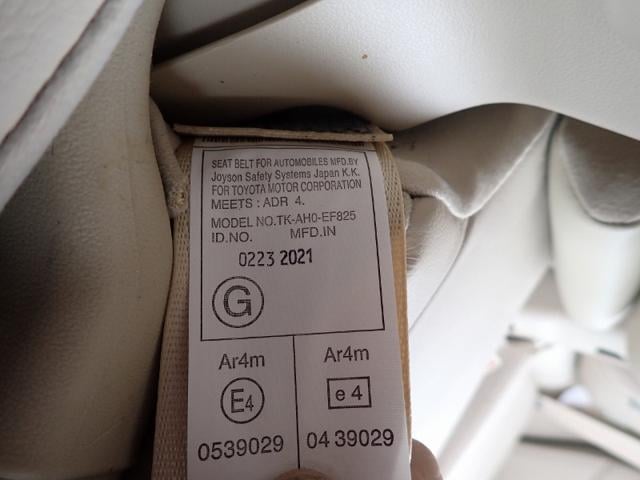 SEAT BELT FOR AUTOMOBILES MFD.BY
Joyson Safety Systems Japan K.K.
FOR TOYOTA MOTOR CORPORATION
MEETS : ADR 4.
MODEL NO.TK-AH0-EF825
ID.NO. MFD.IN
0223 2021
G
Ar4m Ar4m
E4 e 4
0539029 04 39029